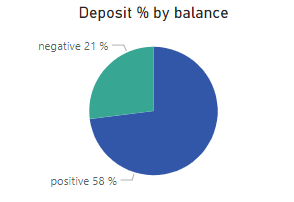 Deposit % by balance
negative 21 %
positive 58 %